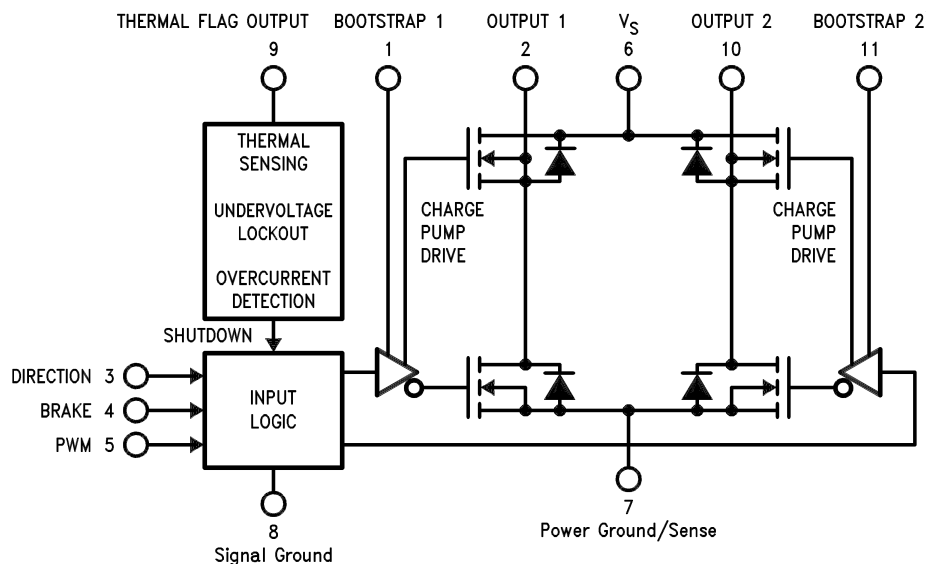 THERMAL FLAG OUTPUT
9
BOOTSTRAP 1
1
OUTPUT 1
2
VS
6
OUTPUT 2
10
BOOTSTRAP 2
11
THERMAL
SENSING
UNDERVOLTAGE
LOCKOUT
OVERCURRENT
DETECTION
CHARGE
PUMP
DRIVE
CHARGE
PUMP
DRIVE
SHUTDOWN
DIRECTION 3
BRAKE 4
PWM 5
INPUT
LOGIC
8
Signal Ground
7
Power Ground/Sense